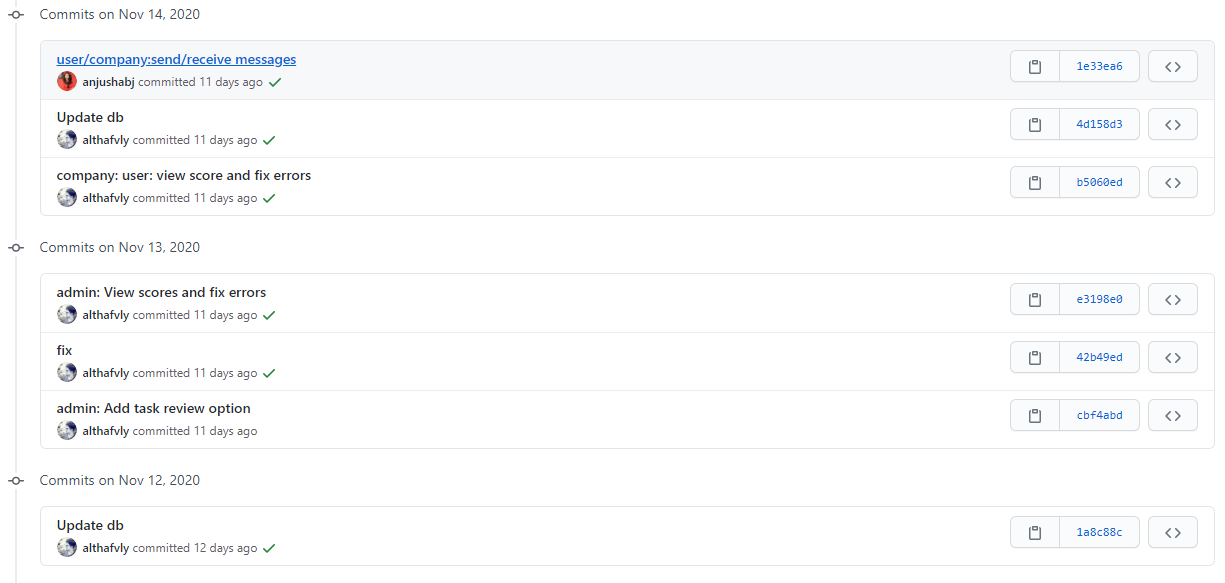 Commits on Nov 14, 2020
user/company:send/receive messages
1e33ea6
anjushabj committed 11 days ago
Update db
4d158d3
althafvly committed 11 days ago
company: user: view score and fix errors
b5060ed
althafvly committed 11 days ago
Commits on Nov 13, 2020
admin: View scores and fix errors
e3198e0
althafvly committed 11 days ago
fix
42b49ed
althafvly committed 11 days ago
admin: Add task review option
cbf4abd
althafvly committed 11 days ago
Commits on Nov 12, 2020
Update db
1a8c88c
althafvly committed 12 days ago